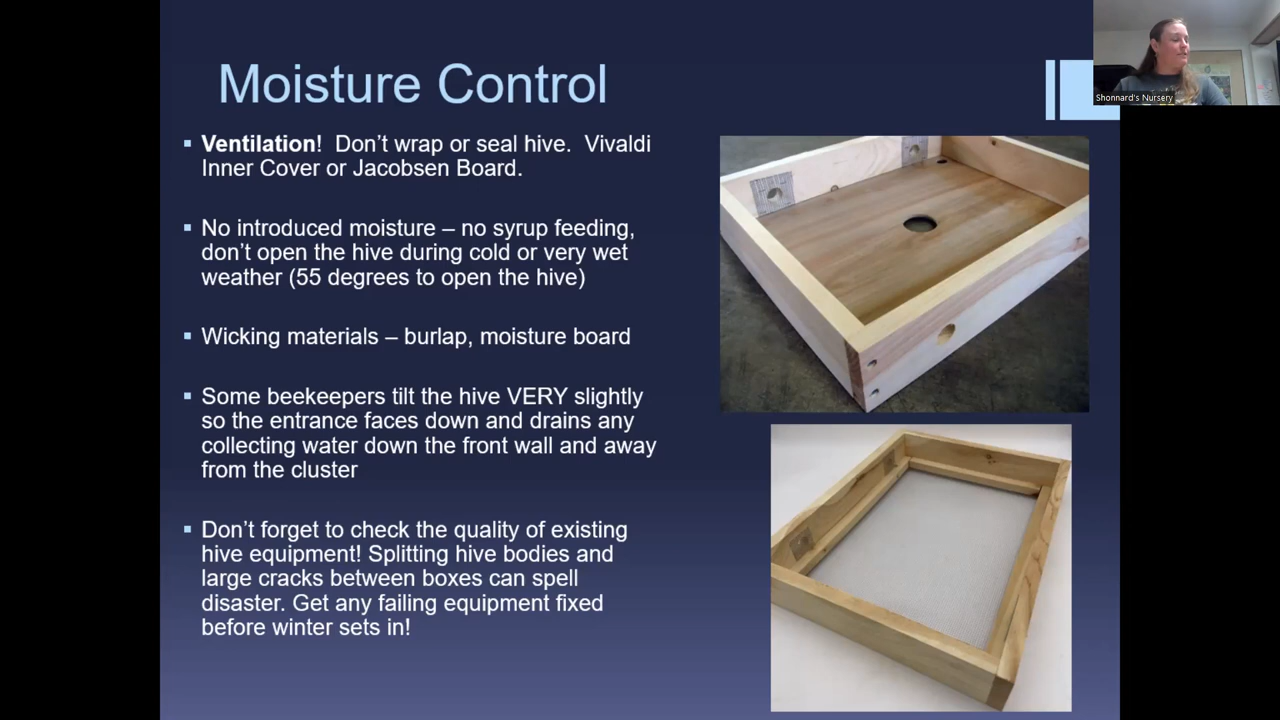 Moisture Control
Shonnard's Nursery
▪ Ventilation! Don't wrap or seal hive. Vivaldi
Inner Cover or Jacobsen Board.
▪ No introduced moisture – no syrup feeding,
don't open the hive during cold or very wet
weather (55 degrees to open the hive)
▪ Wicking materials – burlap, moisture board
▪ Some beekeepers tilt the hive VERY slightly
so the entrance faces down and drains any
collecting water down the front wall and away
from the cluster
▪ Don't forget to check the quality of existing
hive equipment! Splitting hive bodies and
large cracks between boxes can spell
disaster. Get any failing equipment fixed
before winter sets in!